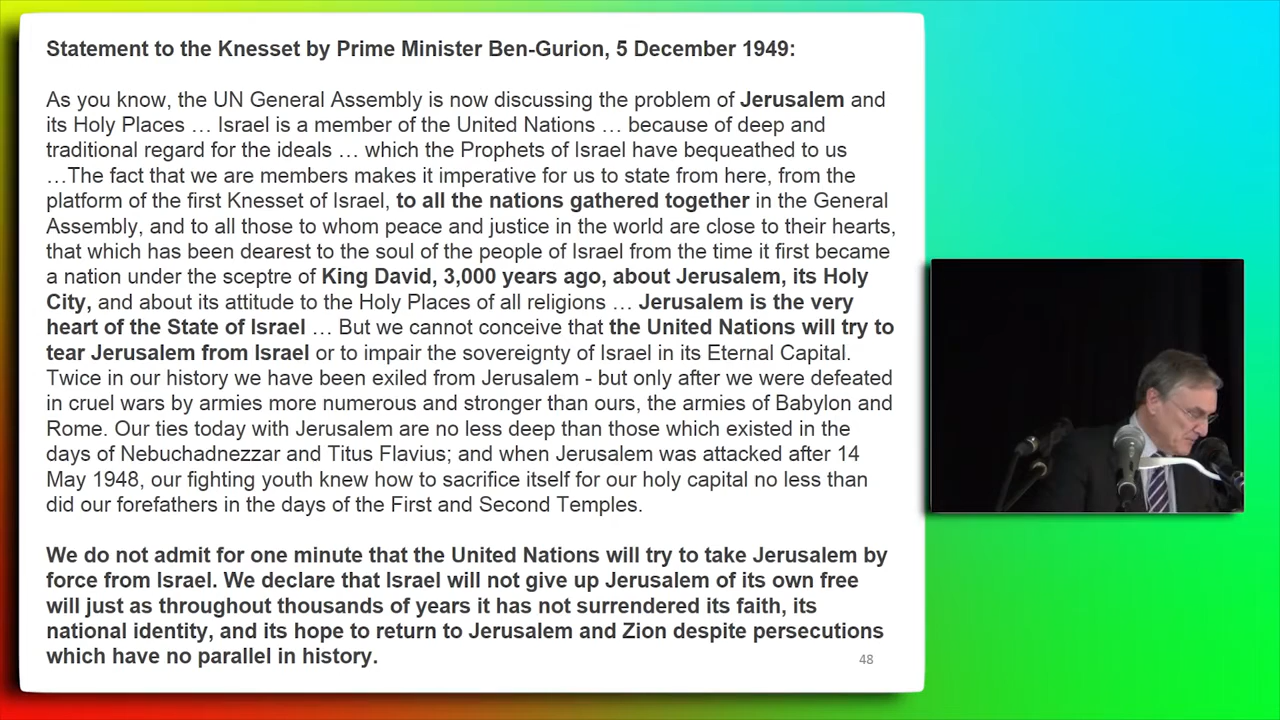 Statement to the Knesset by Prime Minister Ben-Gurion, 5 December 1949:
As you know, the UN General Assembly is now discussing the problem of Jerusalem and
its Holy Places … Israel is a member of the United Nations … because of deep and
traditional regard for the ideals … which the Prophets of Israel have bequeathed to us
…The fact that we are members makes it imperative for us to state from here, from the
platform of the first Knesset of Israel, to all the nations gathered together in the General
Assembly, and to all those to whom peace and justice in the world are close to their hearts,
that which has been dearest to the soul of the people of Israel from the time it first became
a nation under the sceptre of King David, 3,000 years ago, about Jerusalem, its Holy
City, and about its attitude to the Holy Places of all religions … Jerusalem is the very
heart of the State of Israel … But we cannot conceive that the United Nations will try to
tear Jerusalem from Israel or to impair the sovereignty of Israel in its Eternal Capital.
Twice in our history we have been exiled from Jerusalem - but only after we were defeated
in cruel wars by armies more numerous and stronger than ours, the armies of Babylon and
Rome. Our ties today with Jerusalem are no less deep than those which existed in the
days of Nebuchadnezzar and Titus Flavius; and when Jerusalem was attacked after 14
May 1948, our fighting youth knew how to sacrifice itself for our holy capital no less than
did our forefathers in the days of the First and Second Temples.
We do not admit for one minute that the United Nations will try to take Jerusalem by
force from Israel. We declare that Israel will not give up Jerusalem of its own free
will just as throughout thousands of years it has not surrendered its faith, its
national identity, and its hope to return to Jerusalem and Zion despite persecutions
which have no parallel in history.
48